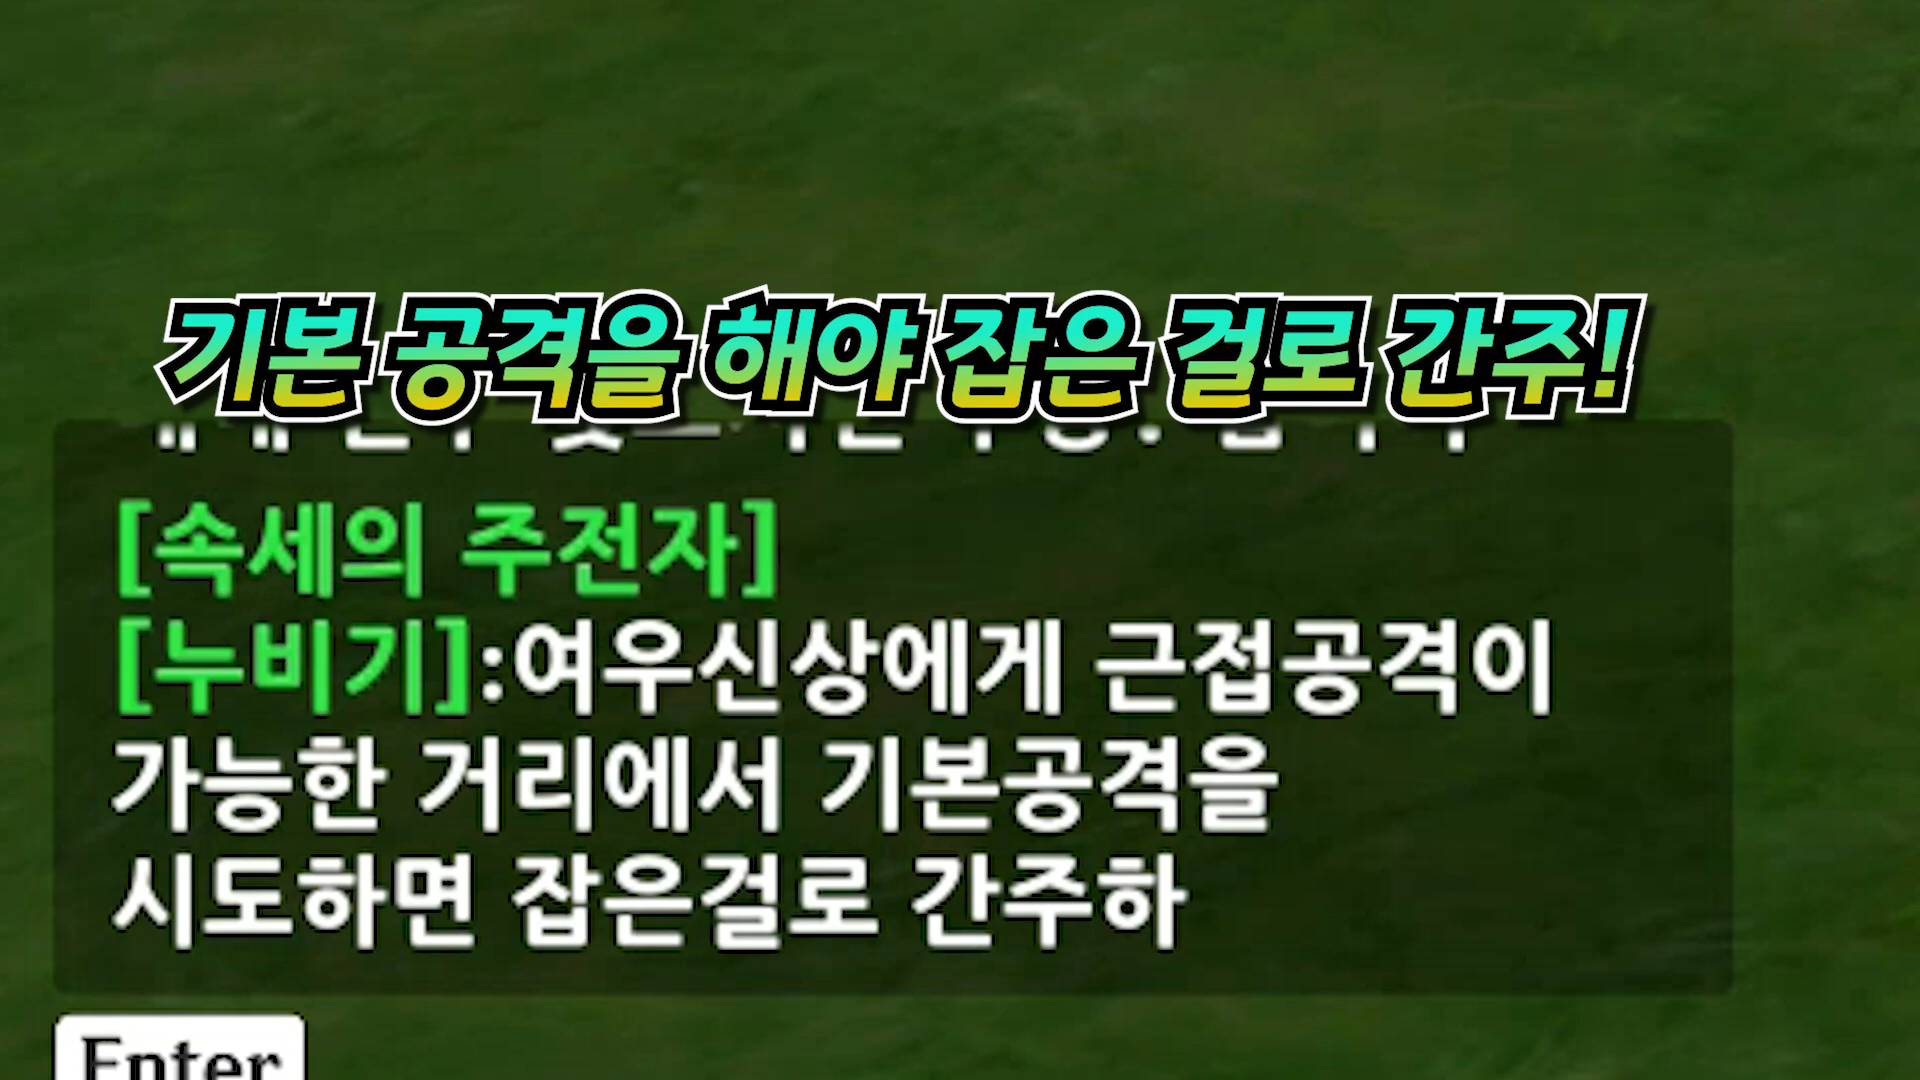 기본 공격을 해야 잡은 걸로 간주!
[속세의 주전자]
[누비기]:여우신상에게 근접공격이
가능한 거리에서 기본공격을
시도하면 잡은걸로 간주하
Enter